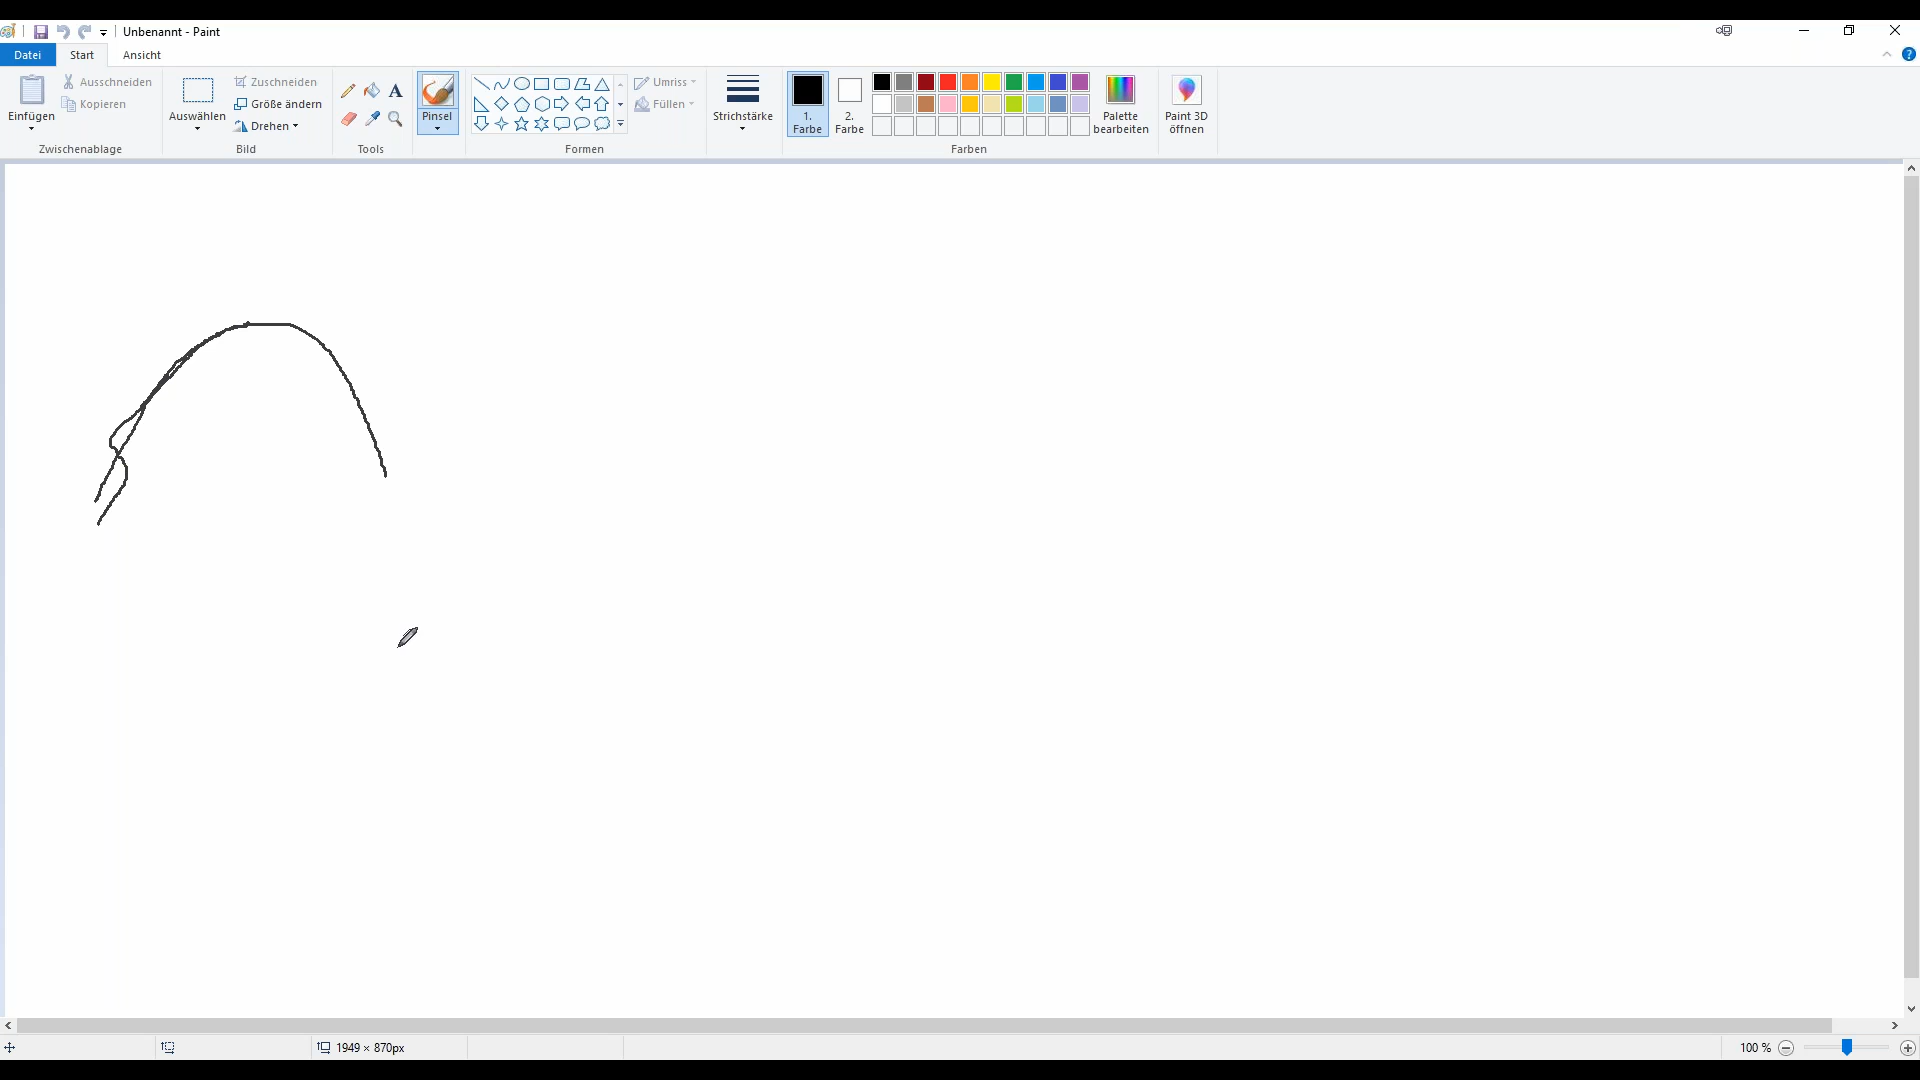 Unbenannt - Paint
Datei Start Ansicht
Einfügen
Ausschneiden
Kopieren
Zwischenablage
Auswählen
Zuschneiden
Größe ändern
Drehen
Bild
A
Tools
Pinsel
Formen
Umriss
Füllen
Strichstärke
1.
Farbe
2.
Farbe
Farben
Palette
bearbeiten
Paint 3D
öffnen
?
1949 × 870px
100 %